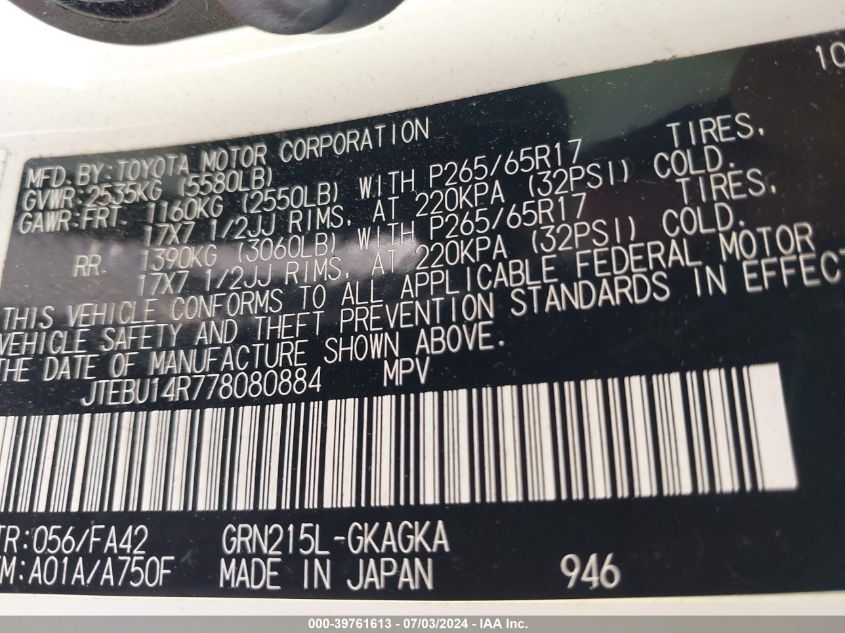 10
MFD. BY: TOYOTA MOTOR CORPORATION
GVWR: 2535KG (5580LB)
GAWR: FRT. 1160KG (2550LB) WITH P265/65R17 TIRES,
17X7 1/2JJ RIMS, AT 220KPA (32PSI) COLD.
RR. 1390KG (3060LB) WITH P265/65R17 TIRES,
17X7 1/2JJ RIMS, AT 220KPA (32PSI) COLD.
THIS VEHICLE CONFORMS TO ALL APPLICABLE FEDERAL MOTOR
VEHICLE SAFETY AND THEFT PREVENTION STANDARDS IN EFFECT
THE DATE OF MANUFACTURE SHOWN ABOVE.
JTEBU14R778080884 MPV
TR: 056/FA42 GRN215L-GKAGKA
TM: A01A/A750F MADE IN JAPAN 946
000-39761613 - 07/03/2024 - IAA Inc.